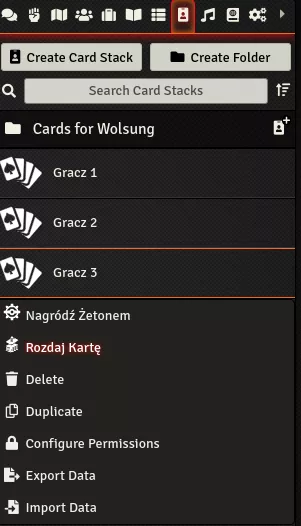 Create Card Stack
Create Folder
Search Card Stacks
Cards for Wolsung
Gracz 1
Gracz 2
Gracz 3
Nagródź Żetonem
Rozdaj Kartę
Delete
Duplicate
Configure Permissions
Export Data
Import Data